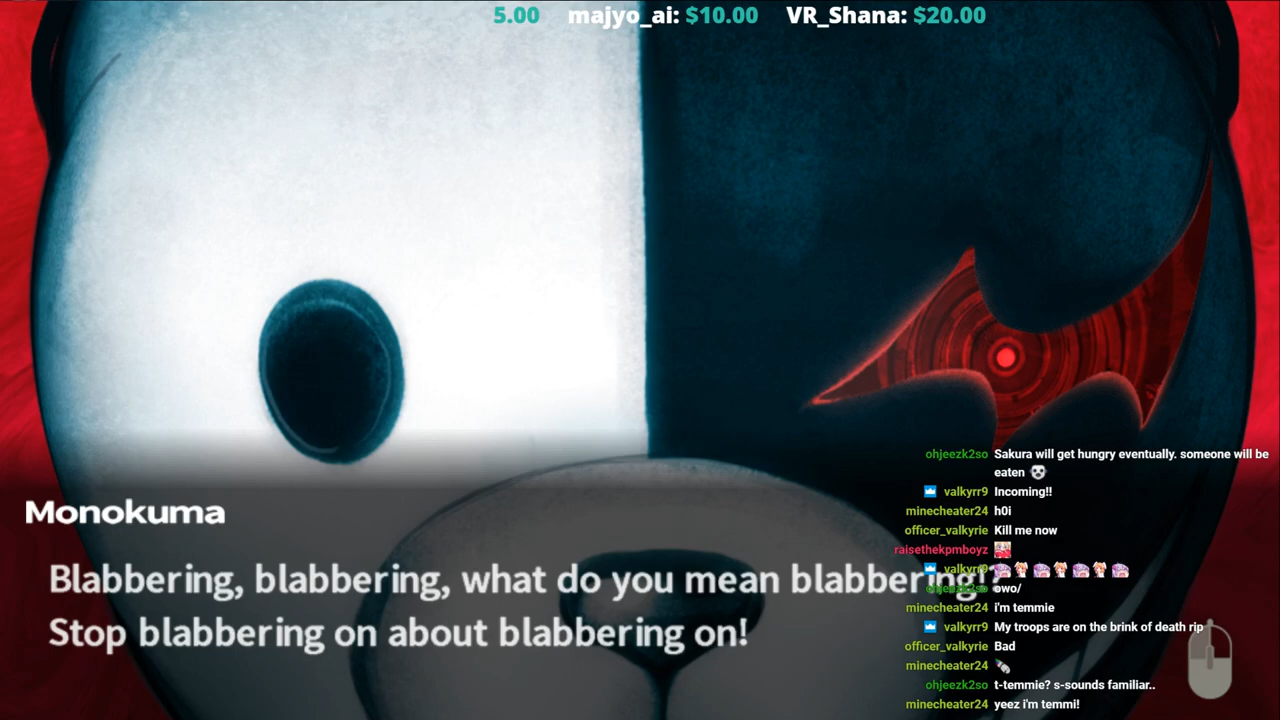 5.00 majyo_ai: $10.00 VR_Shana: $20.00
Monokuma
Blabbering, blabbering, what do you mean blabbering!?
Stop blabbering on about blabbering on!
ohjeezk2so Sakura will get hungry eventually. someone will be
eaten
valkyrr9 Incoming!!
minecheater24 h0i
officer_valkyrie Kill me now
raisethekpmboyz
valkyrr9
ohjeezk2so owo/
minecheater24 i'm temmie
valkyrr9 My troops are on the brink of death rip
officer_valkyrie Bad
minecheater24
ohjeezk2so t-temmie? s-sounds familiar..
minecheater24 yeez i'm temmi!